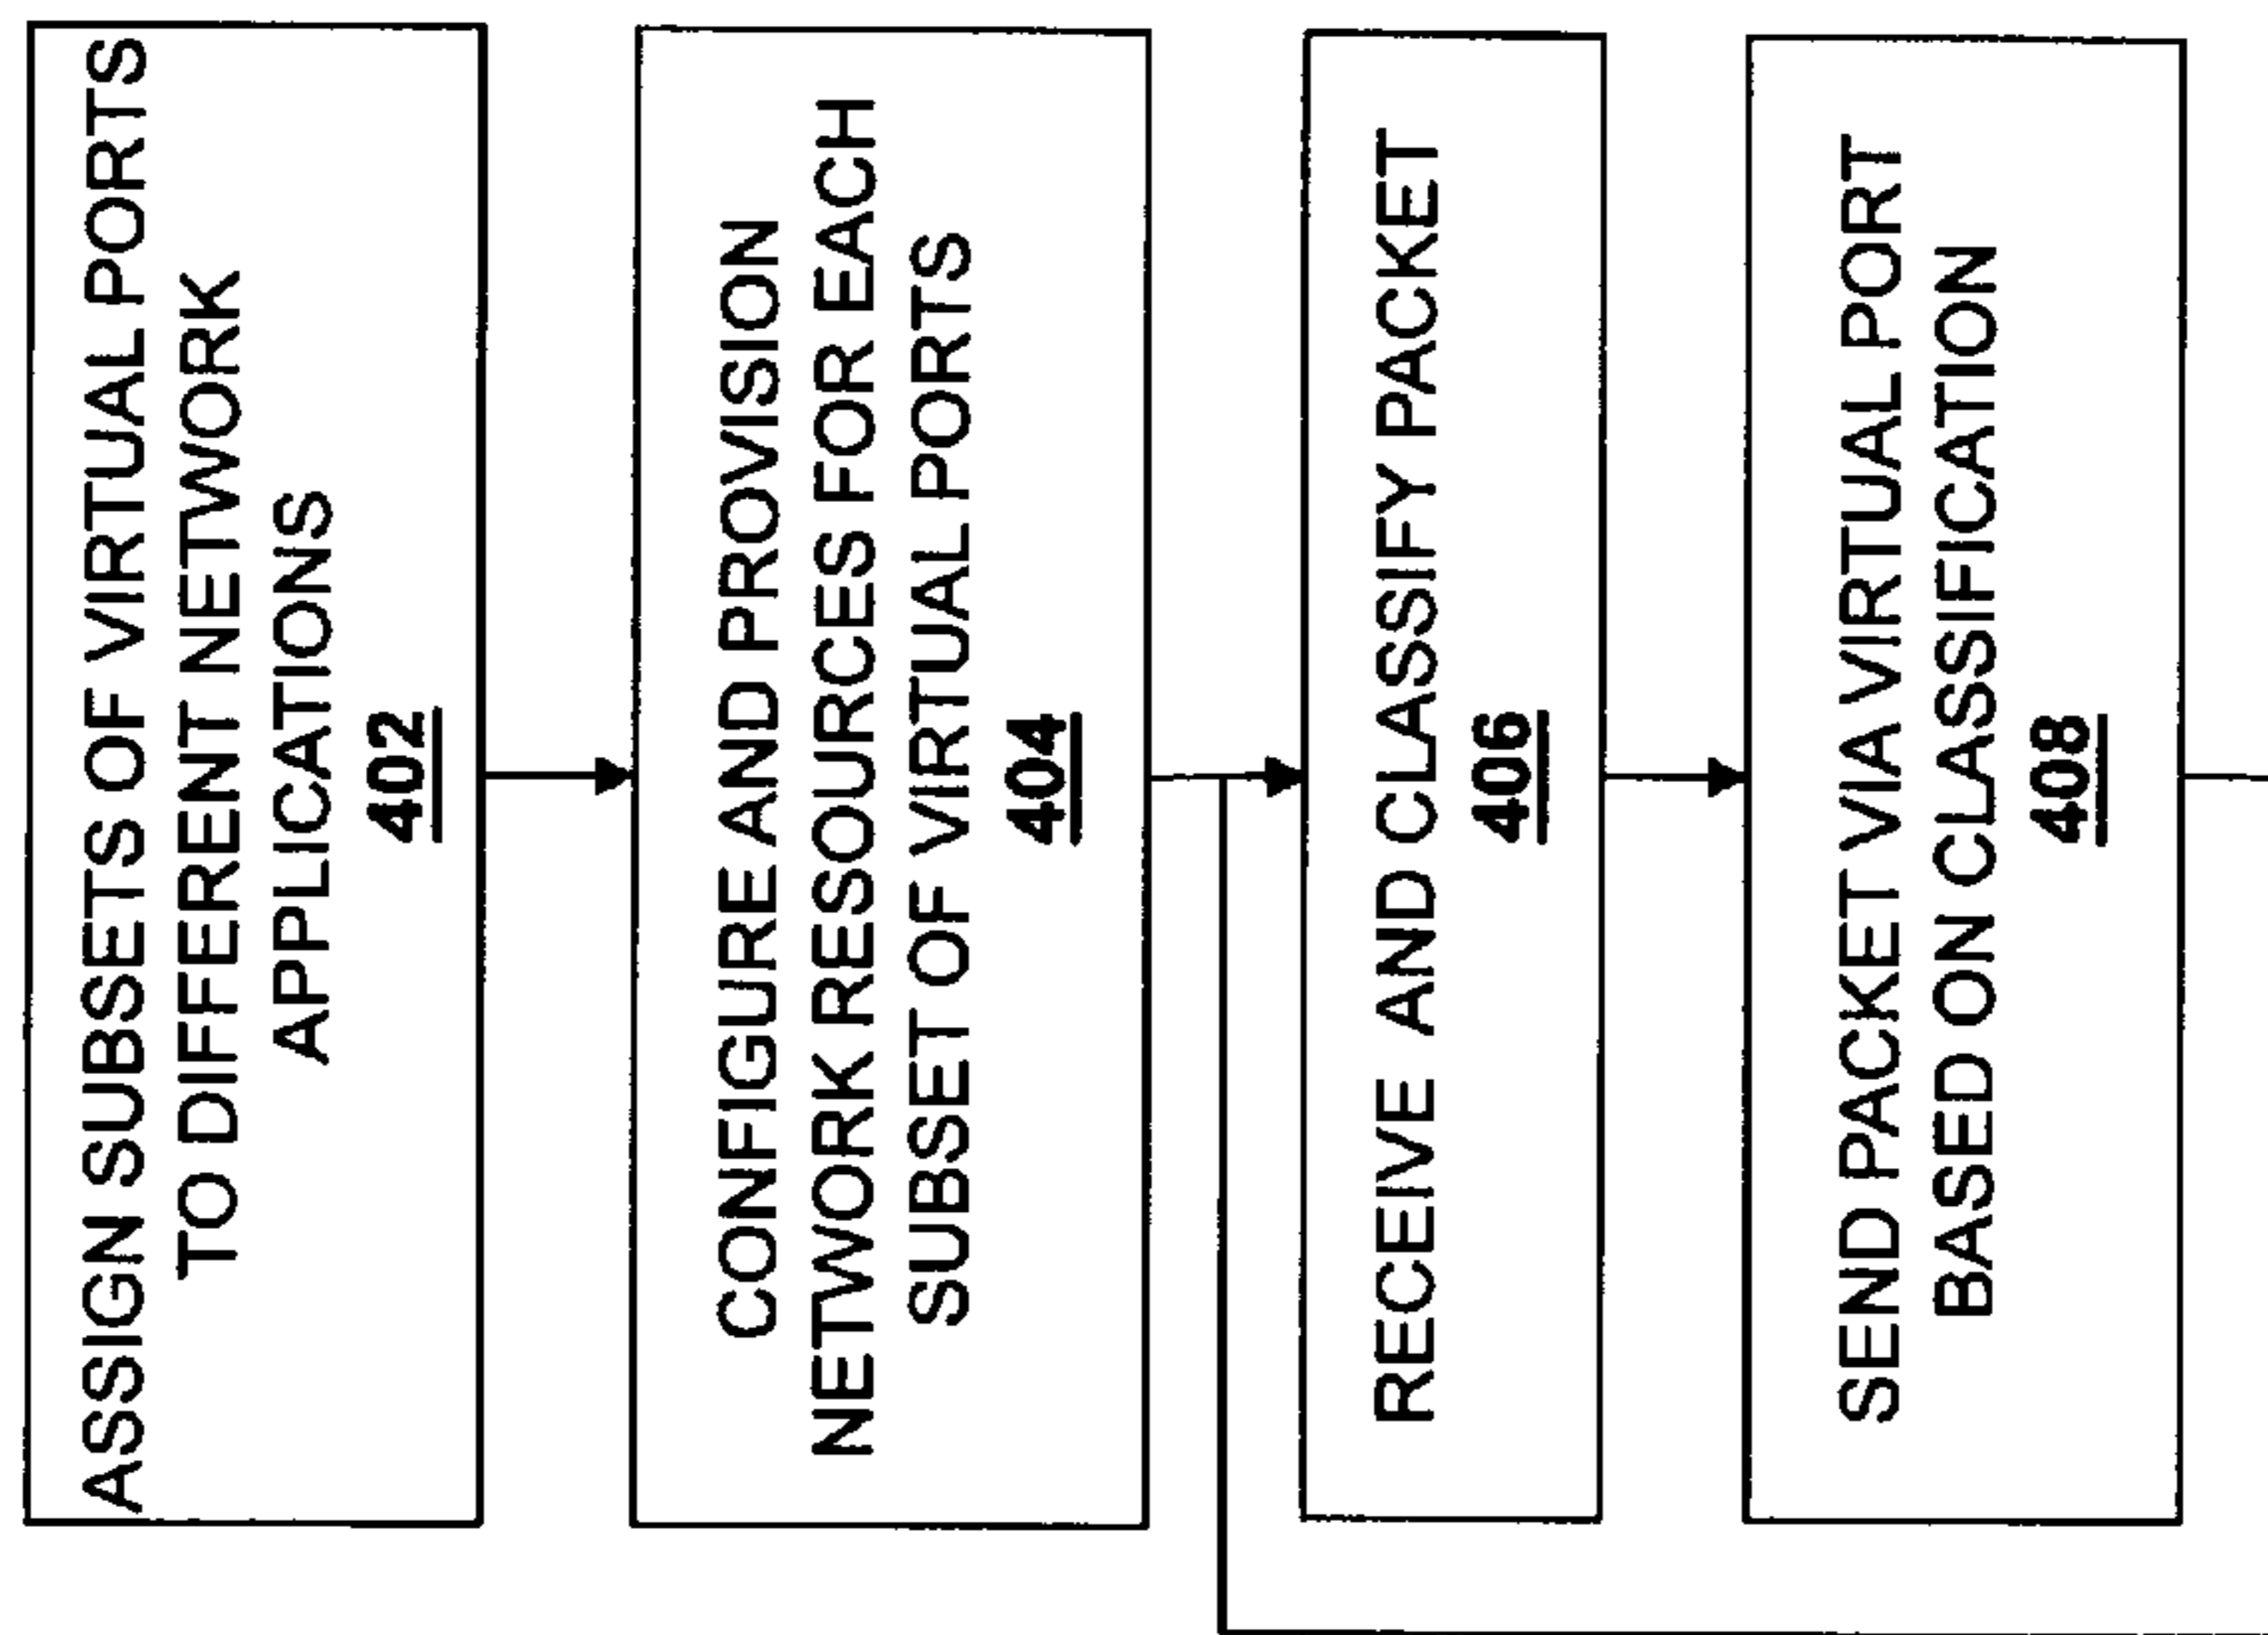 ASSIGN SUBSETS OF VIRTUAL PORTS
TO DIFFERENT NETWORK
APPLICATIONS
402
CONFIGURE AND PROVISION
NETWORK RESOURCES FOR EACH
SUBSET OF VIRTUAL PORTS
404
RECEIVE AND CLASSIFY PACKET
406
SEND PACKET VIA VIRTUAL PORT
BASED ON CLASSIFICATION
408